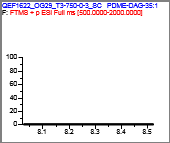 QEF1622_OG29_T3-750-0-3_SC PDME-DAG-35:1
F: FTMS + p ESI Full ms [500.0000-2000.0000]
100
80
60
40
20
0
8.1 8.2 8.3 8.4 8.5